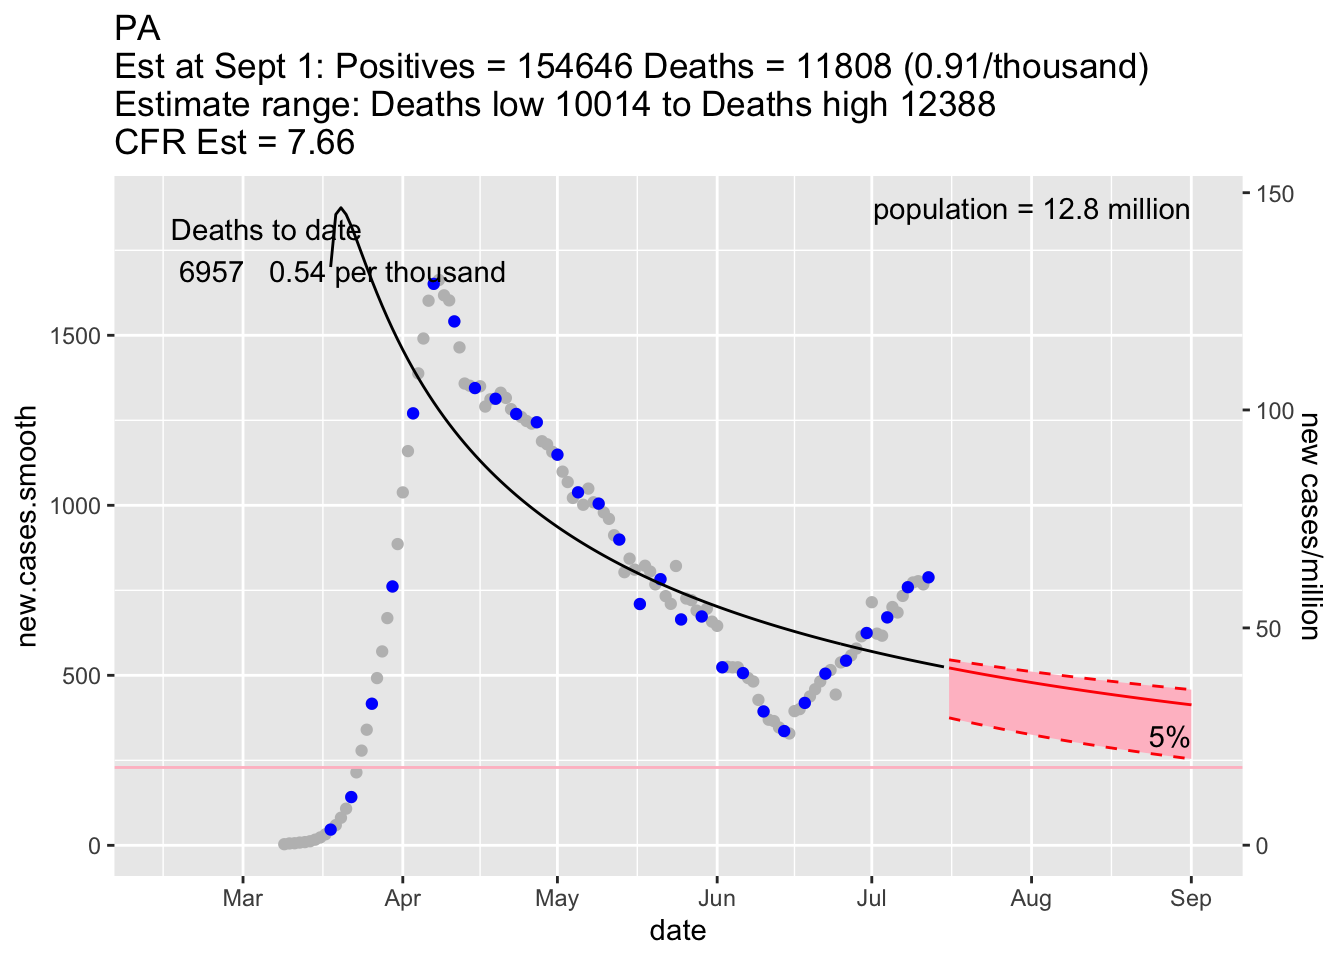 PA
Est at Sept 1: Positives = 154646 Deaths = 11808 (0.91/thousand)
Estimate range: Deaths low 10014 to Deaths high 12388
CFR Est = 7.66
population = 12.8 million
Deaths to date
6957 0.54 per thousand
5%
new.cases.smooth
1500
1000
500
0
150
100
50
0
new cases/million
Mar Apr May Jun Jul Aug Sep
date